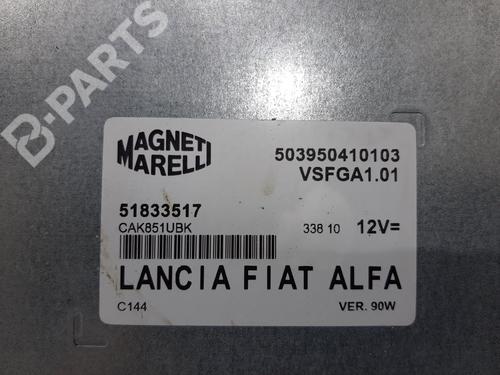 B-PARTS
MAGNETI MARELLI
503950410103
VSFGA1.01
51833517
CAK851UBK
338 10 12V=
LANCIA FIAT ALFA
C144 VER. 90W